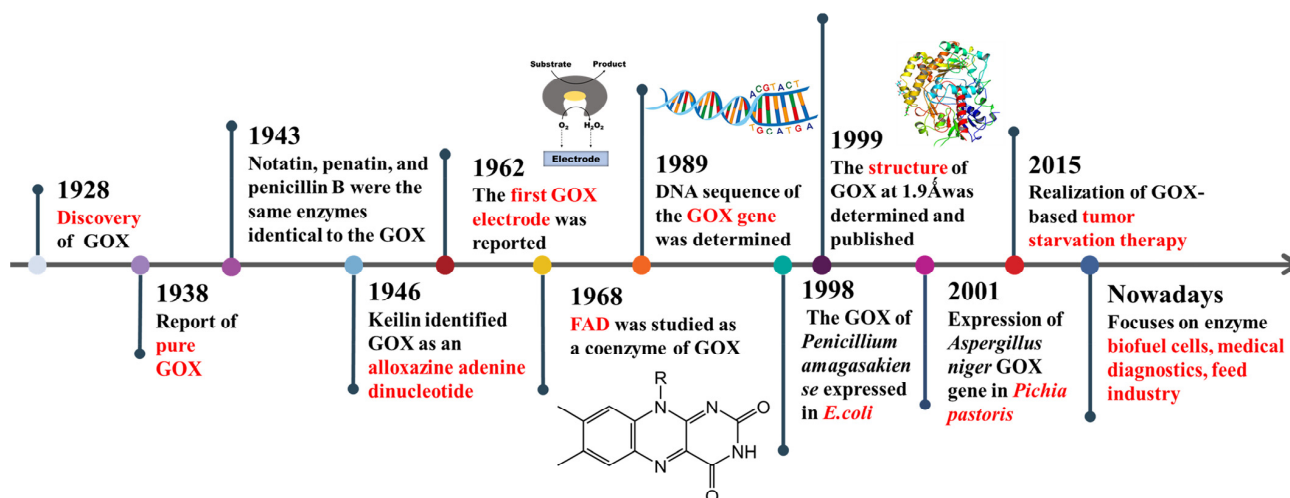 1928
Discovery
of GOX
1938
Report of
pure
GOX
1943
Notatin, penatin, and
penicillin B were the
same enzymes
identical to the GOX
1946
Keilin identified
GOX as an
alloxazine adenine
dinucleotide
Substrate
Product
O₂
H₂O₂
Electrode
1962
The first GOX
electrode was
reported
1968
FAD was studied as
a coenzyme of GOX
R
N
N
O
NH
N
O
ACGTACT
TGCATGA
1989
DNA sequence of
the GOX gene
was determined
1998
The GOX of
Penicillium
amagasakien
se expressed
in E.coli
1999
The structure of
GOX at 1.9Åwas
determined and
published
2001
Expression of
Aspergillus
niger GOX
gene in Pichia
pastoris
2015
Realization of GOX-
based tumor
starvation therapy
Nowadays
Focuses on enzyme
biofuel cells, medical
diagnostics, feed
industry